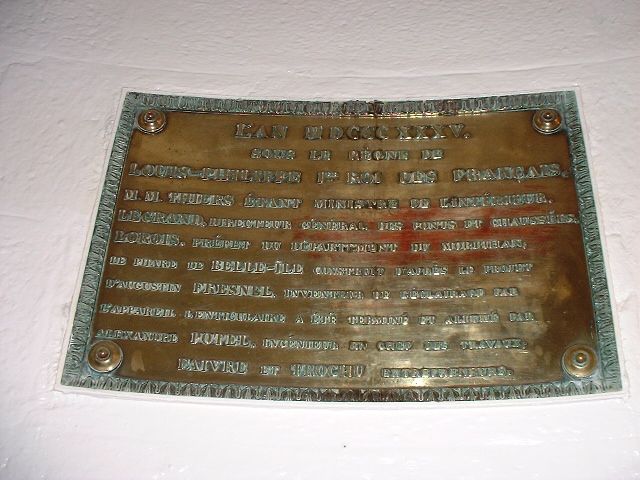 L'AN MDCCCXXXV.
SOUS LE RÈGNE DE
LOUIS-PHILIPPE 1ER ROI DES FRANÇAIS.
M.M. THIERS ÉTANT MINISTRE DE L'INTÉRIEUR.
LEGRAND, DIRECTEUR GÉNÉRAL DES PONTS ET CHAUSSÉES.
LOROIS, PRÉFET DU DÉPARTEMENT DU MORBIHAN,
LE PHARE DE BELLE-ÎLE CONSTRUIT D'APRÈS LE PROJET
D'AUGUSTIN FRESNEL, INVENTEUR DE L'ÉCLAIRAGE PAR
L'APPAREIL LENTICULAIRE A ÉTÉ TERMINÉ ET ALLUMÉ PAR
ALEXANDRE POTEL, INGÉNIEUR EN CHEF DES TRAVAUX;
FAIVRE ET TROCHU ENTREPRENEURS.